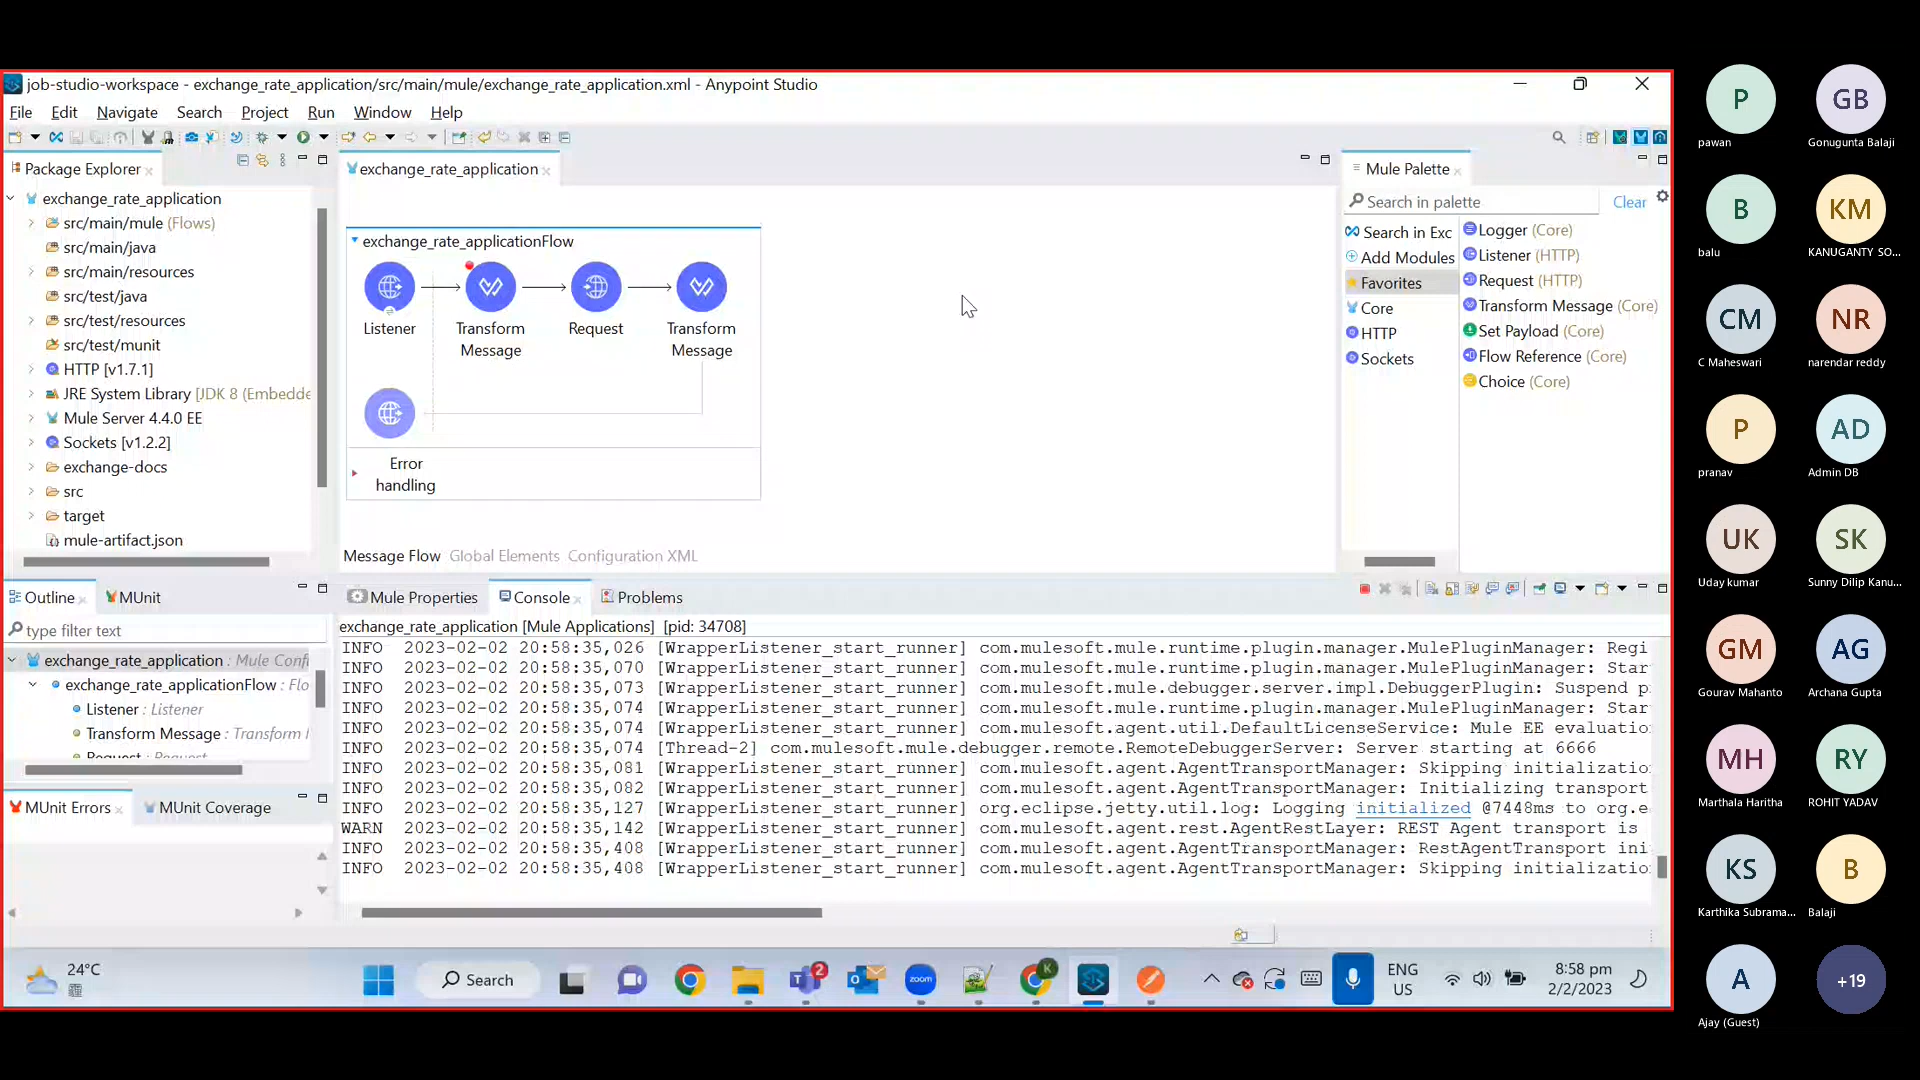 job-studio-workspace - exchange_rate_application/src/main/mule/exchange_rate_application.xml - Anypoint Studio
File Edit Navigate Search Project Run Window Help
Package Explorer
exchange_rate_application
src/main/mule (Flows)
src/main/java
src/main/resources
src/test/java
src/test/resources
src/test/munit
HTTP [v1.7.1]
JRE System Library [JDK 8 (Embedde
Mule Server 4.4.0 EE
Sockets [v1.2.2]
exchange-docs
src
target
mule-artifact.json
exchange_rate_application
exchange_rate_applicationFlow
Listener
Transform
Message
Request
Transform
Message
Error
handling
Message Flow Global Elements Configuration XML
Mule Palette
Search in palette
Clear
Search in Exc
Add Modules
Favorites
Core
HTTP
Sockets
Logger (Core)
Listener (HTTP)
Request (HTTP)
Transform Message (Core)
Set Payload (Core)
Flow Reference (Core)
Choice (Core)
Outline MUnit
type filter text
exchange_rate_application : Mule Confi
exchange_rate_applicationFlow : Flo
Listener : Listener
Transform Message : Transform
Request : Request
MUnit Errors MUnit Coverage
Mule Properties Console Problems
exchange_rate_application [Mule Applications] [pid: 34708]
INFO 2023-02-02 20:58:35,026 [WrapperListener_start_runner] com.mulesoft.mule.runtime.plugin.manager.MulePluginManager: Regi
INFO 2023-02-02 20:58:35,070 [WrapperListener_start_runner] com.mulesoft.mule.runtime.plugin.manager.MulePluginManager: Star
INFO 2023-02-02 20:58:35,073 [WrapperListener_start_runner] com.mulesoft.mule.debugger.server.impl.DebuggerPlugin: Suspend p
INFO 2023-02-02 20:58:35,074 [WrapperListener_start_runner] com.mulesoft.mule.runtime.plugin.manager.MulePluginManager: Star
INFO 2023-02-02 20:58:35,074 [WrapperListener_start_runner] com.mulesoft.agent.util.DefaultLicenseService: Mule EE evaluatio
INFO 2023-02-02 20:58:35,074 [Thread-2] com.mulesoft.mule.debugger.remote.RemoteDebuggerServer: Server starting at 6666
INFO 2023-02-02 20:58:35,081 [WrapperListener_start_runner] com.mulesoft.agent.AgentTransportManager: Skipping initializatio
INFO 2023-02-02 20:58:35,082 [WrapperListener_start_runner] com.mulesoft.agent.AgentTransportManager: Initializing transport
INFO 2023-02-02 20:58:35,127 [WrapperListener_start_runner] org.eclipse.jetty.util.log: Logging initialized @7448ms to org.e
WARN 2023-02-02 20:58:35,142 [WrapperListener_start_runner] com.mulesoft.agent.rest.AgentRestLayer: REST Agent transport is
INFO 2023-02-02 20:58:35,408 [WrapperListener_start_runner] com.mulesoft.agent.AgentTransportManager: RestAgentTransport ini
INFO 2023-02-02 20:58:35,408 [WrapperListener_start_runner] com.mulesoft.agent.AgentTransportManager: Skipping initializatio
24°C
Search
2
zoom
K
ENG
US
8:58 pm
2/2/2023
P GB
pawan Gonugunta Balaji
B KM
balu KANUGANTY SO...
CM NR
C Maheswari narendar reddy
P AD
pranav Admin DB
UK SK
Uday kumar Sunny Dilip Kanu...
GM AG
Gourav Mahanto Archana Gupta
MH RY
Marthala Haritha ROHIT YADAV
KS B
Karthika Subrama... Balaji
A +19
Ajay (Guest)